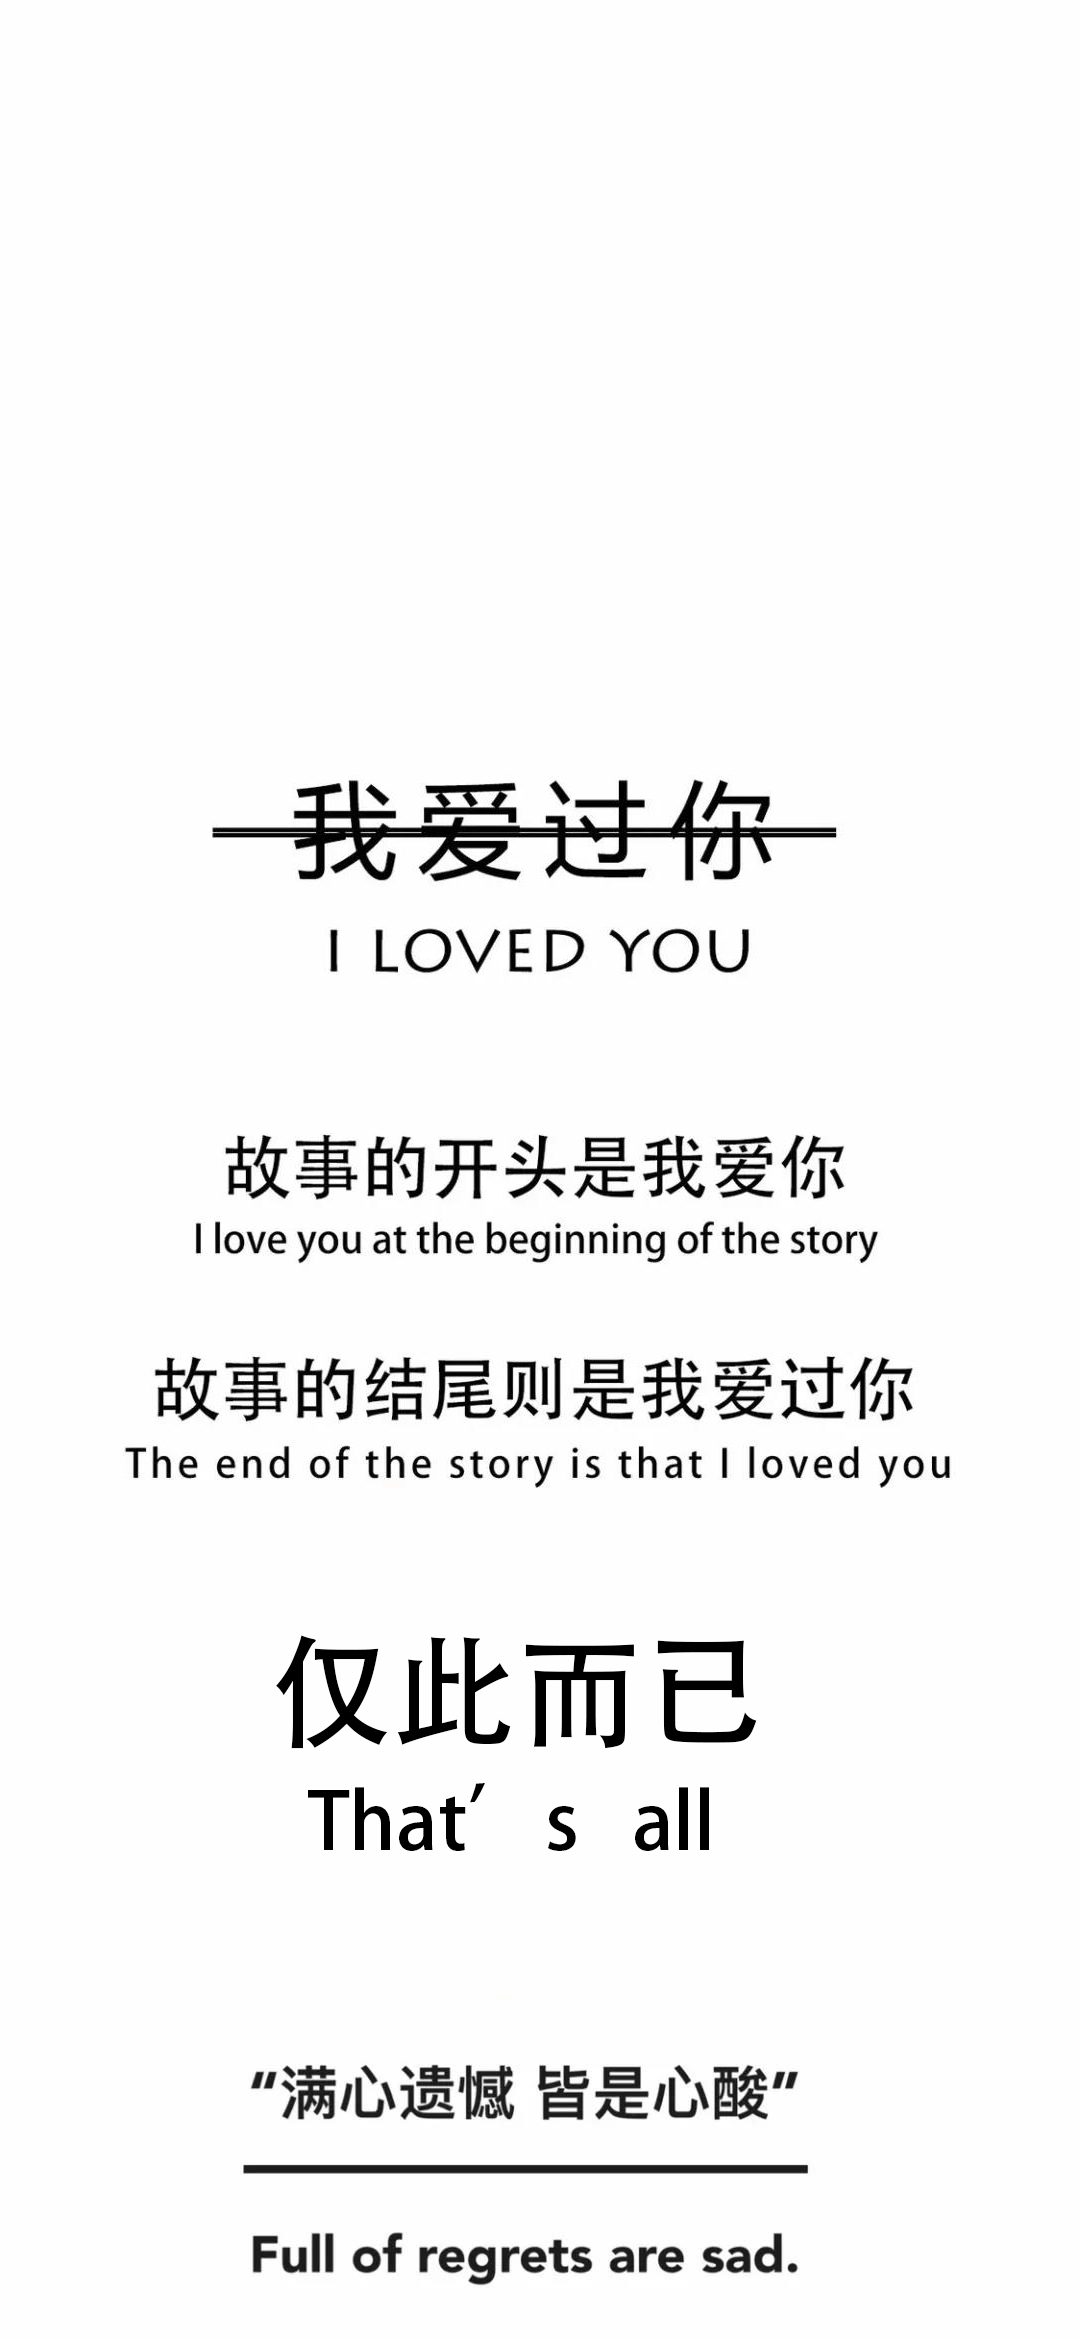 我爱过你
I LOVED YOU
故事的开头是我爱你
I love you at the beginning of the story
故事的结尾则是我爱过你
The end of the story is that I loved you
仅此而已
That′ s all
“满心遗憾 皆是心酸”
Full of regrets are sad.